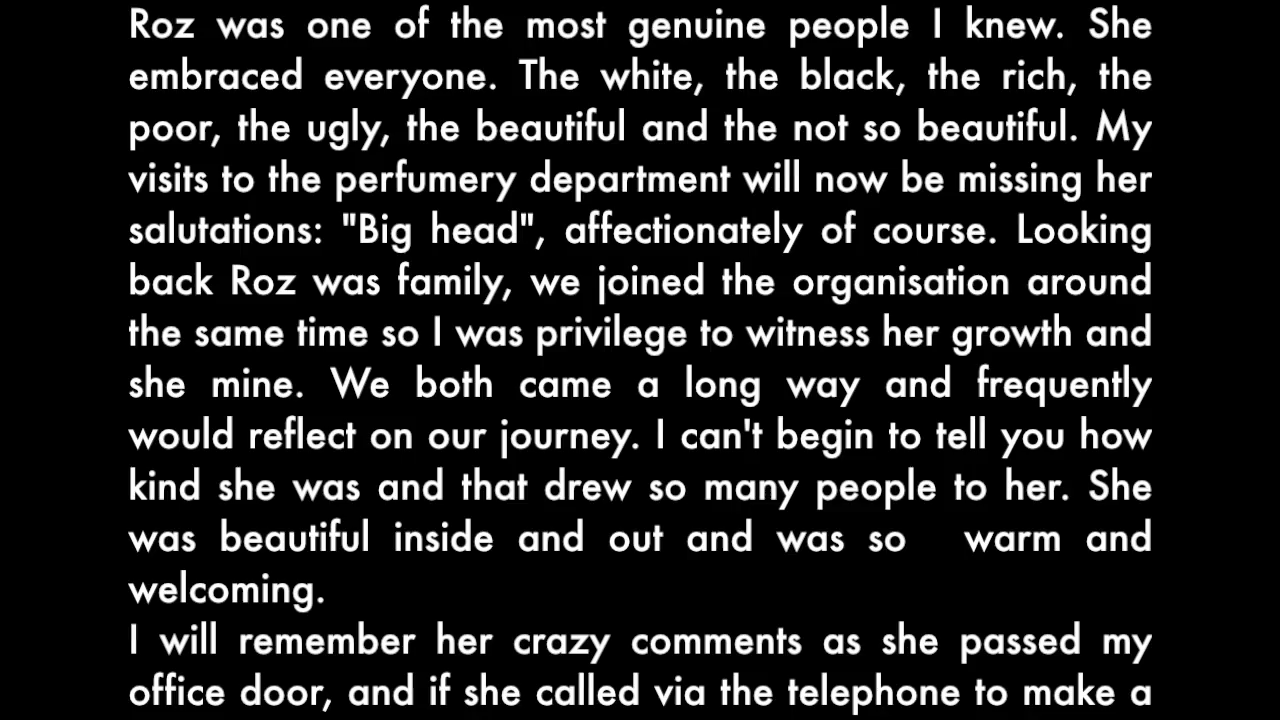 Roz was one of the most genuine people I knew. She
embraced everyone. The white, the black, the rich, the
poor, the ugly, the beautiful and the not so beautiful. My
visits to the perfumery department will now be missing her
salutations: "Big head", affectionately of course. Looking
back Roz was family, we joined the organisation around
the same time so I was privilege to witness her growth and
she mine. We both came a long way and frequently
would reflect on our journey. I can't begin to tell you how
kind she was and that drew so many people to her. She
was beautiful inside and out and was so warm and
welcoming.
I will remember her crazy comments as she passed my
office door, and if she called via the telephone to make a